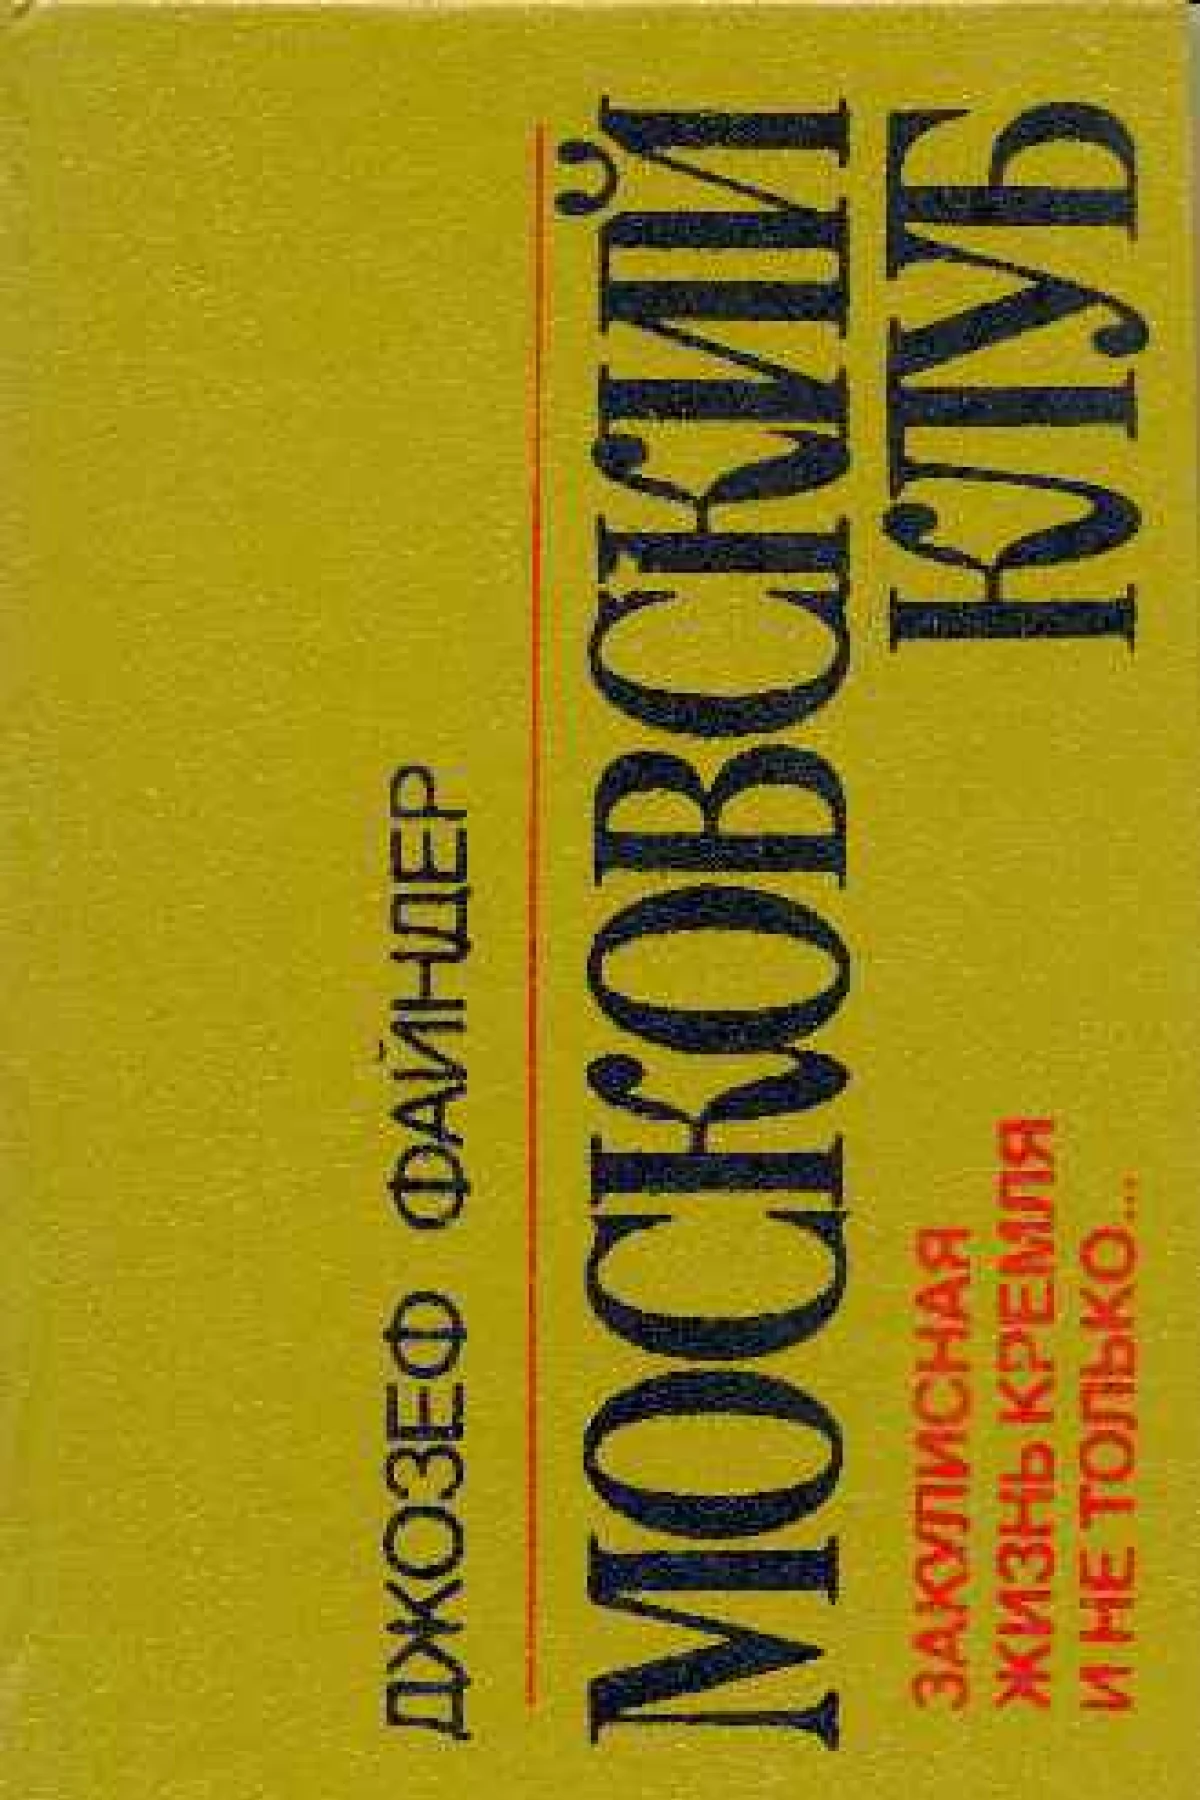 ДЖОЗЕФ ФАЙНДЕР
МОСКОВСКИЙ
КЛУБ
ЗАКУЛИСНАЯ
ЖИЗНЬ КРЕМЛЯ
И НЕ ТОЛЬКО...